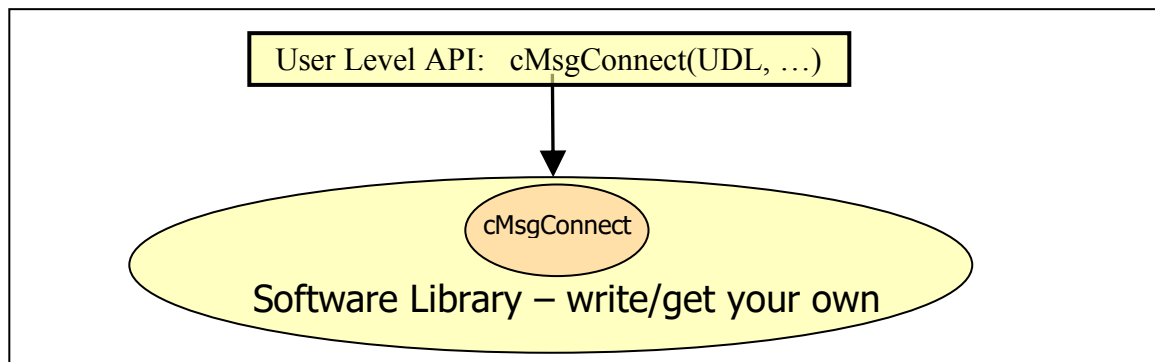 User Level API: cMsgConnect(UDL, …)
cMsgConnect
Software Library – write/get your own